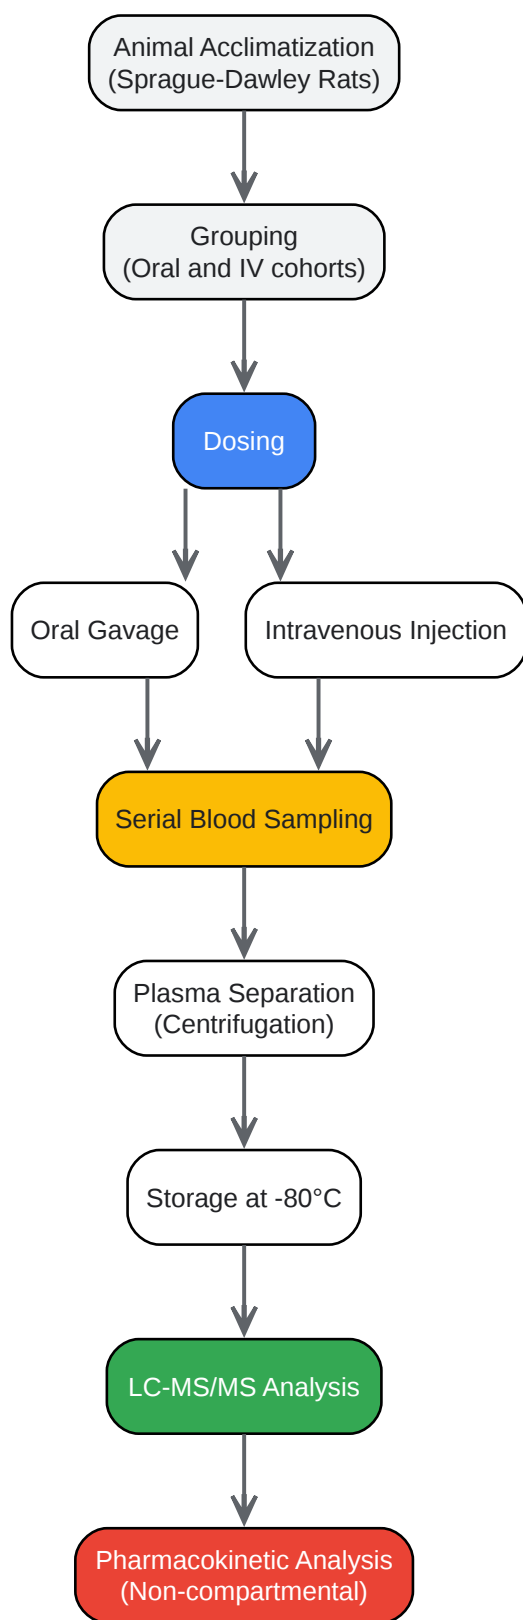 Animal Acclimatization
(Sprague-Dawley Rats)
Grouping
(Oral and IV cohorts)
Dosing
Oral Gavage
Intravenous Injection
Serial Blood Sampling
Plasma Separation
(Centrifugation)
Storage at -80°C
LC-MS/MS Analysis
Pharmacokinetic Analysis
(Non-compartmental)